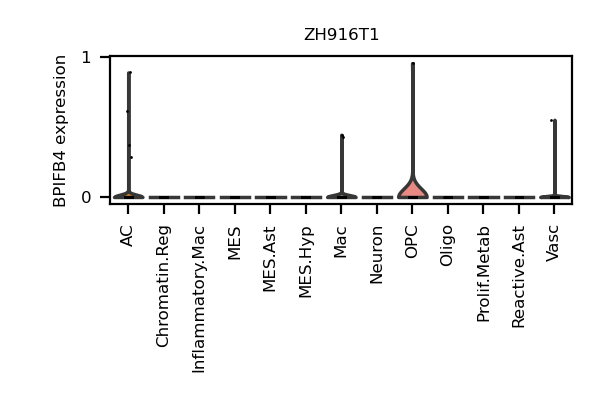 ZH916T1
BPIFB4 expression
1
0
AC
Chromatin.Reg
Inflammatory.Mac
MES
MES.Ast
MES.Hyp
Mac
Neuron
OPC
Oligo
Prolif.Metab
Reactive.Ast
Vasc